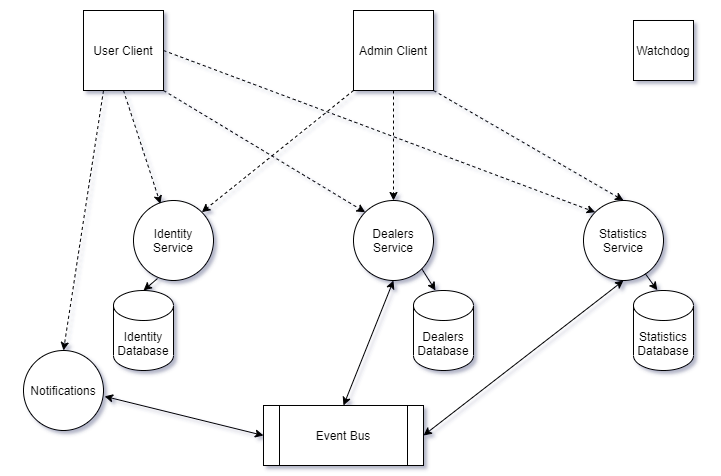 User Client
Admin Client
Watchdog
Identity
Service
Dealers
Service
Statistics
Service
Identity
Database
Dealers
Database
Statistics
Database
Notifications
Event Bus